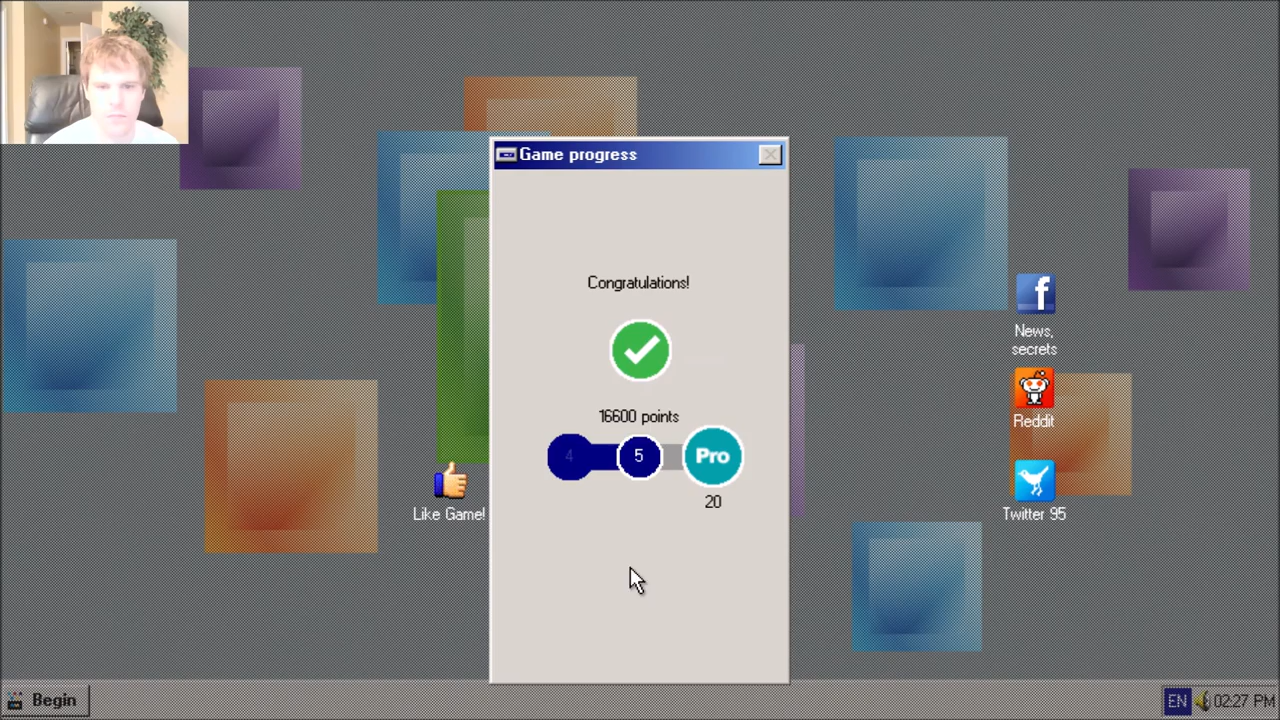 Game progress
Congratulations!
16600 points
4
5
Pro
20
Like Game!
News,
secrets
Reddit
Twitter 95
Begin
EN
02:27 PM